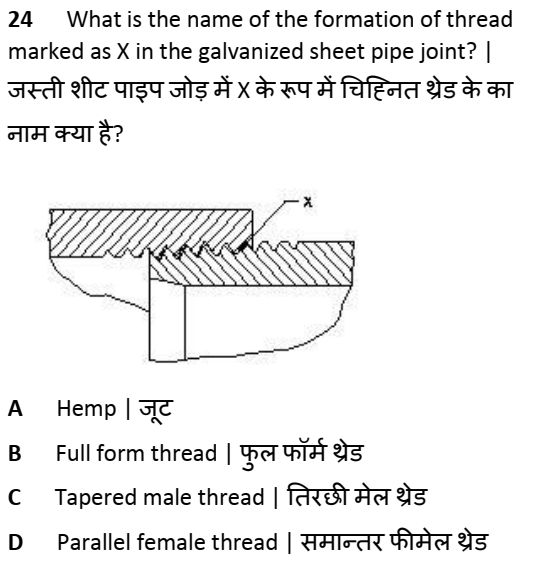 24 What is the name of the formation of thread
marked as X in the galvanized sheet pipe joint? |
जस्ती शीट पाइप जोड़ में X के रूप में चिह्नित थ्रेड के का
नाम क्या है?
X
A Hemp | जूट
B Full form thread | फुल फॉर्म थ्रेड
C Tapered male thread | तिरछी मेल थ्रेड
D Parallel female thread | समान्तर फीमेल थ्रेड